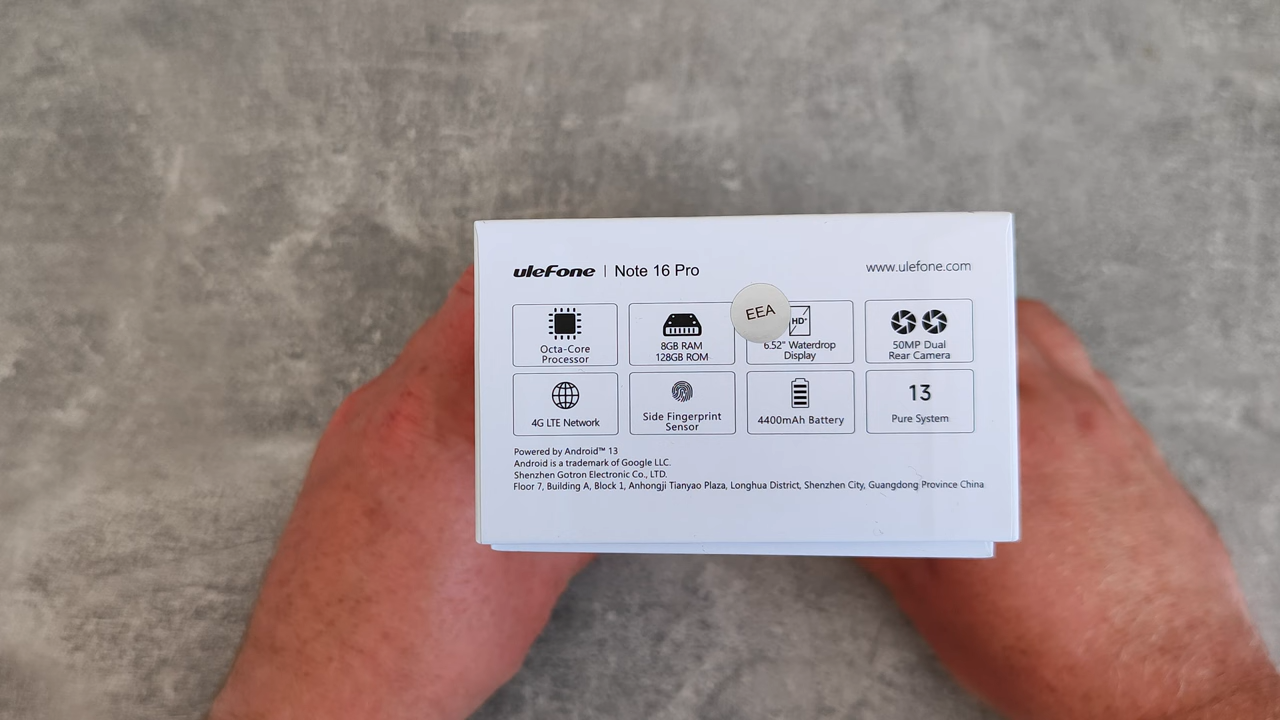 uleFone | Note 16 Pro
www.ulefone.com
EEA
Octa-Core
Processor
8GB RAM
128GB ROM
HD+
6.52" Waterdrop
Display
50MP Dual
Rear Camera
4G LTE Network
Side Fingerprint
Sensor
4400mAh Battery
13
Pure System
Powered by Android™ 13
Android is a trademark of Google LLC.
Shenzhen Gotron Electronic Co., LTD.
Floor 7, Building A, Block 1, Anhongji Tianyao Plaza, Longhua District, Shenzhen City, Guangdong Province China